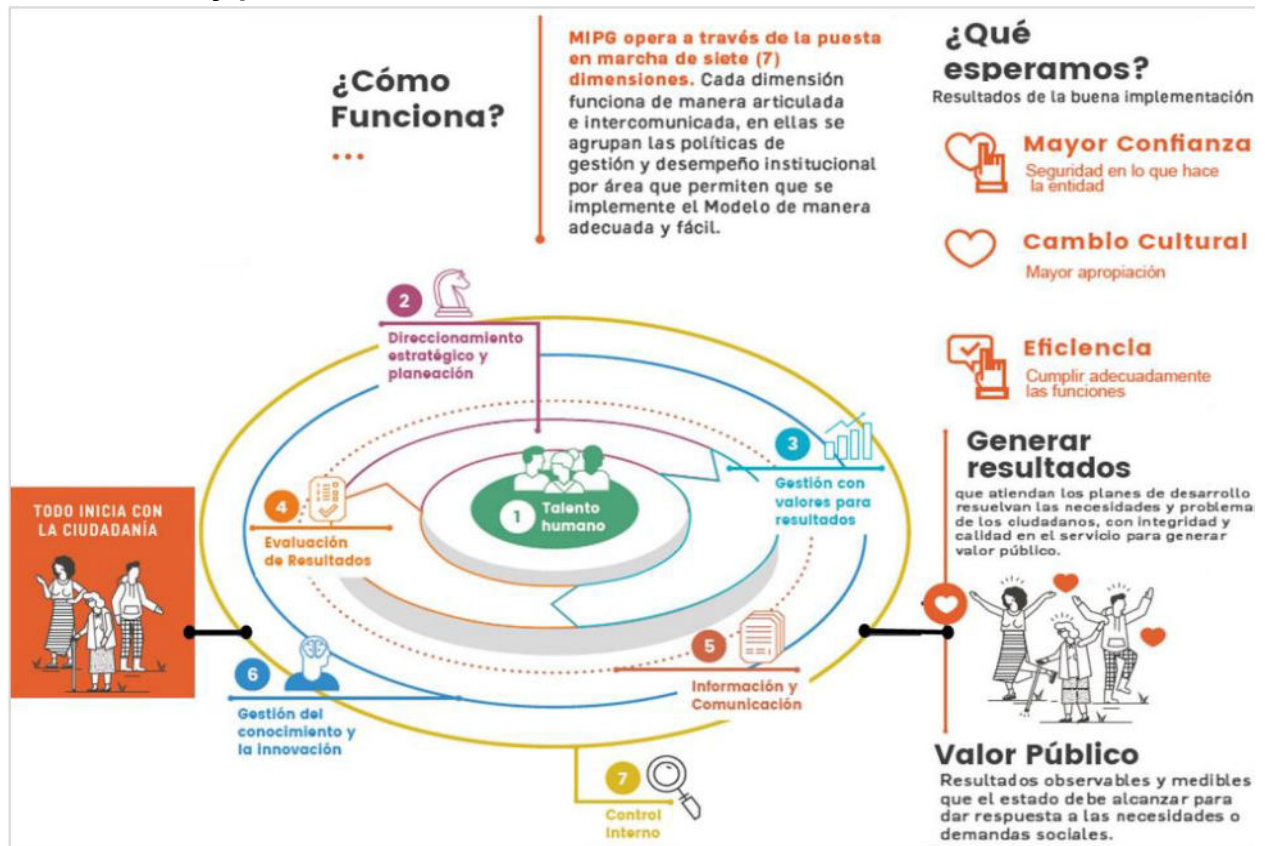 ¿Cómo
Funciona?
MIPG opera a través de la puesta
en marcha de siete (7)
dimensiones. Cada dimensión
funciona de manera articulada
e intercomunicada, en ellas se
agrupan las políticas de
gestión y desempeño institucional
por área que permiten que se
implemente el Modelo de manera
adecuada y fácil.
¿Qué
esperamos?
Resultados de la buena implementación
Mayor Confianza
Seguridad en lo que hace
la entidad
Cambio Cultural
Mayor apropiación
Eficiencia
Cumplir adecuadamente
las funciones
2
Direccionamiento
estratégico y
planeación
3
Gestión con
valores para
resultados
1
Talento
humano
4
Evaluación
de Resultados
TODO INICIA CON
LA CIUDADANÍA
5
Información y
Comunicación
6
Gestión del
conocimiento y
la innovación
7
Control
Interno
Generar
resultados
que atiendan los planes de desarrollo
resuelvan las necesidades y problema
de los ciudadanos, con integridad y
calidad en el servicio para generar
valor público.
Valor Público
Resultados observables y medibles
que el estado debe alcanzar para
dar respuesta a las necesidades o
demandas sociales.